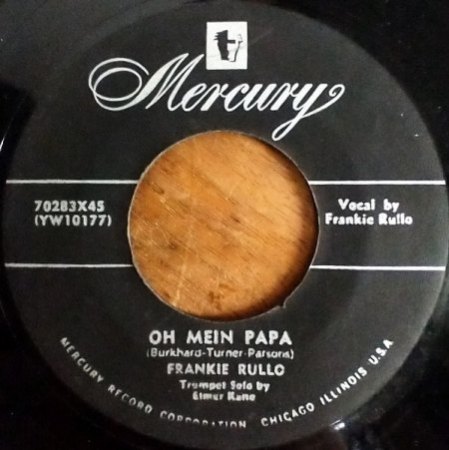 Mercury
70283X45
(YW10177)
Vocal by
Frankie Rullo
OH MEIN PAPA
(Burkhard-Turner-Parsons)
FRANKIE RULLO
Trumpet Solo by
Elmer Kane
MERCURY RECORD CORPORATION CHICAGO ILLINOIS U.S.A